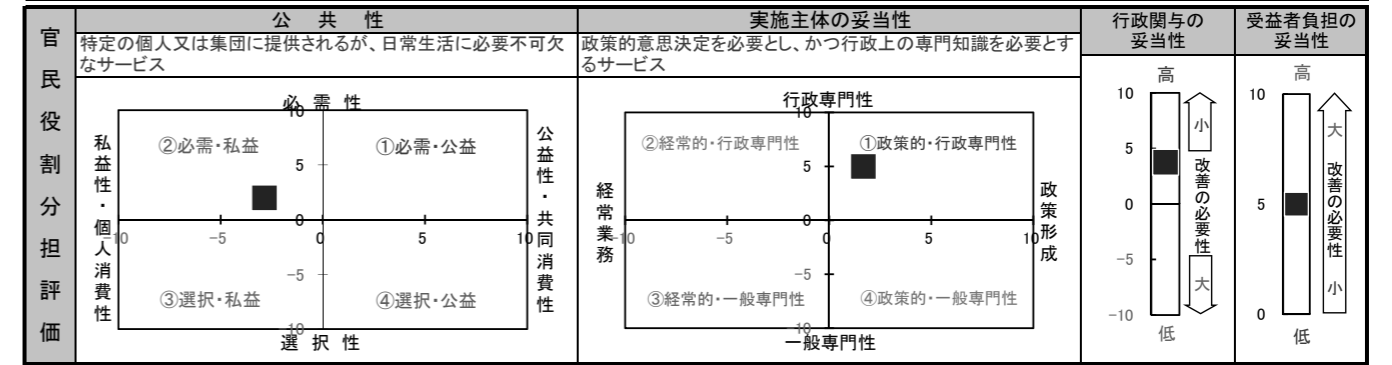 官民役割分担評価
公共性
特定の個人又は集団に提供されるが、日常生活に必要不可欠
なサービス
必需性
10
②必需・私益
①必需・公益
5
私益性・個人消費性
公益性・共同消費性
0
-10
-5
0
5
10
-5
③選択・私益
④選択・公益
-10
選択性
実施主体の妥当性
政策的意思決定を必要とし、かつ行政上の専門知識を必要とす
るサービス
行政専門性
10
②経常的・行政専門性
①政策的・行政専門性
5
経常業務
政策形成
0
-10
-5
0
5
10
-5
③経常的・一般専門性
④政策的・一般専門性
-10
一般専門性
行政関与の
妥当性
高
10
5
0
-5
-10
低
小
改善の必要性
大
受益者負担の
妥当性
高
10
5
0
低
大
改善の必要性
小